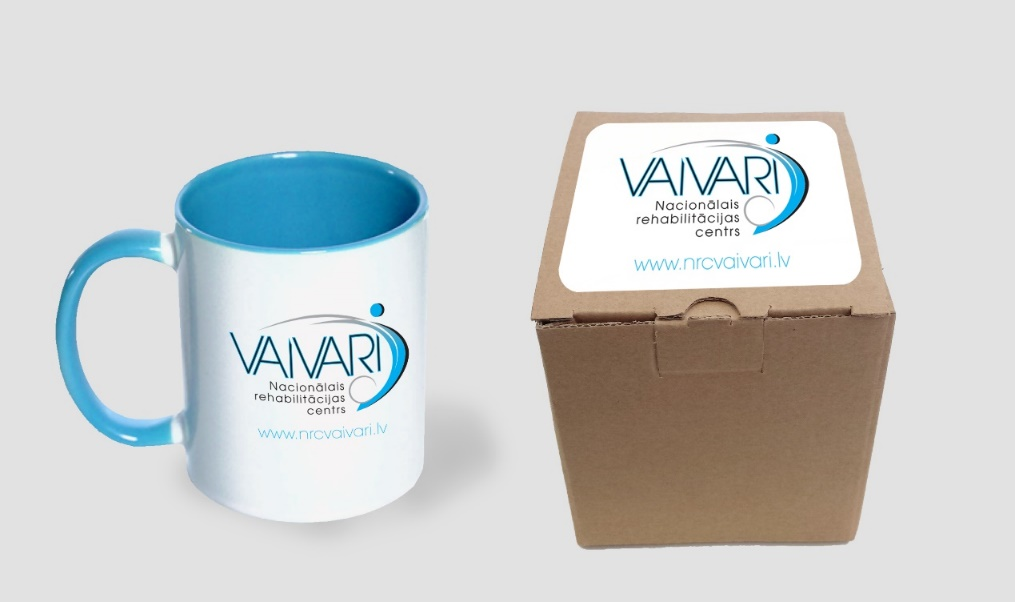 VAIVARI
Nacionālais
rehabilitācijas
centrs
www.nrcvaivari.lv
VAIVARI
Nacionālais
rehabilitācijas
centrs
www.nrcvaivari.lv